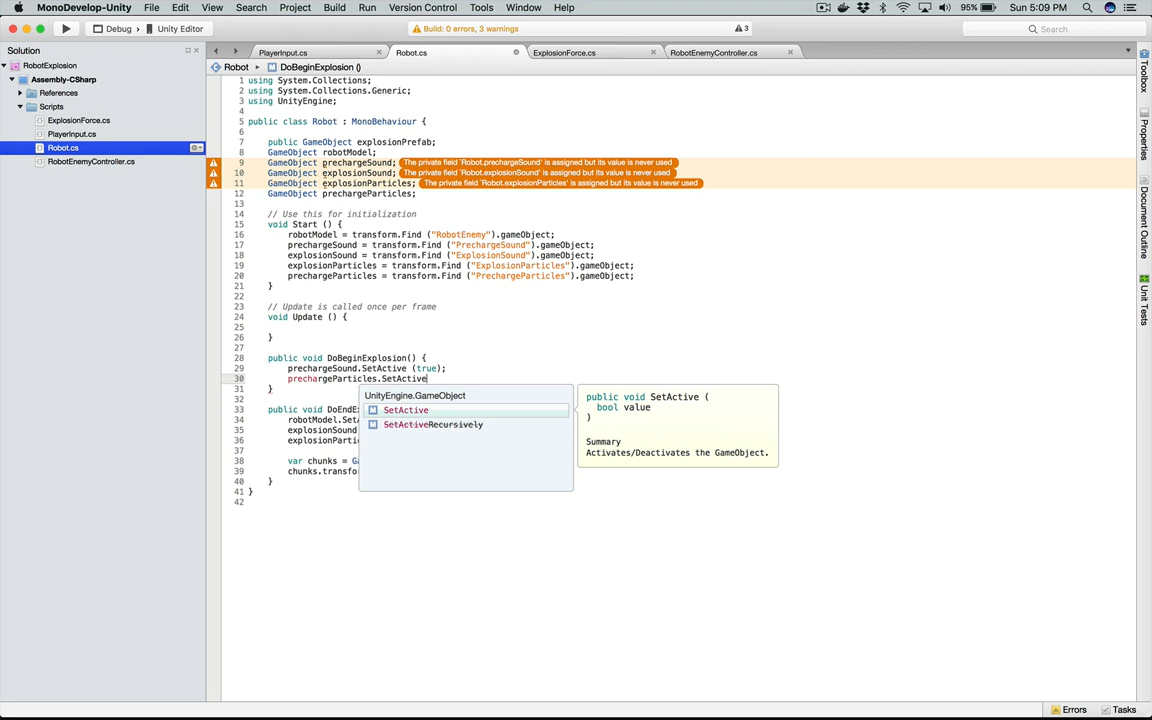 MonoDevelop-Unity File Edit View Search Project Build Run Version Control Tools Window Help 95% Sun 5:09 PM
Debug Unity Editor Build: 0 errors, 3 warnings 3 Search
Solution
PlayerInput.cs Robot.cs ExplosionForce.cs RobotEnemyController.cs
RobotExplosion
Assembly-CSharp
References
Scripts
ExplosionForce.cs
PlayerInput.cs
Robot.cs
RobotEnemyController.cs
Robot DoBeginExplosion ()
1 using System.Collections;
2 using System.Collections.Generic;
3 using UnityEngine;
4
5 public class Robot : MonoBehaviour {
6
7 public GameObject explosionPrefab;
8 GameObject robotModel;
9 GameObject prechargeSound; The private field `Robot.prechargeSound' is assigned but its value is never used
10 GameObject explosionSound; The private field `Robot.explosionSound' is assigned but its value is never used
11 GameObject explosionParticles; The private field `Robot.explosionParticles' is assigned but its value is never used
12 GameObject prechargeParticles;
13
14 // Use this for initialization
15 void Start () {
16 robotModel = transform.Find ("RobotEnemy").gameObject;
17 prechargeSound = transform.Find ("PrechargeSound").gameObject;
18 explosionSound = transform.Find ("ExplosionSound").gameObject;
19 explosionParticles = transform.Find ("ExplosionParticles").gameObject;
20 prechargeParticles = transform.Find ("PrechargeParticles").gameObject;
21 }
22
23 // Update is called once per frame
24 void Update () {
25
26 }
27
28 public void DoBeginExplosion() {
29 prechargeSound.SetActive (true);
30 prechargeParticles.SetActive
31 }
32
33 public void DoEndEx
34 robotModel.SetA
35 explosionSound
36 explosionPartic
37
38 var chunks = Ga
39 chunks.transfor
40 }
41 }
42
UnityEngine.GameObject
SetActive
SetActiveRecursively
public void SetActive (
bool value
)
Summary
Activates/Deactivates the GameObject.
Toolbox
Properties
Document Outline
Unit Tests
Errors Tasks